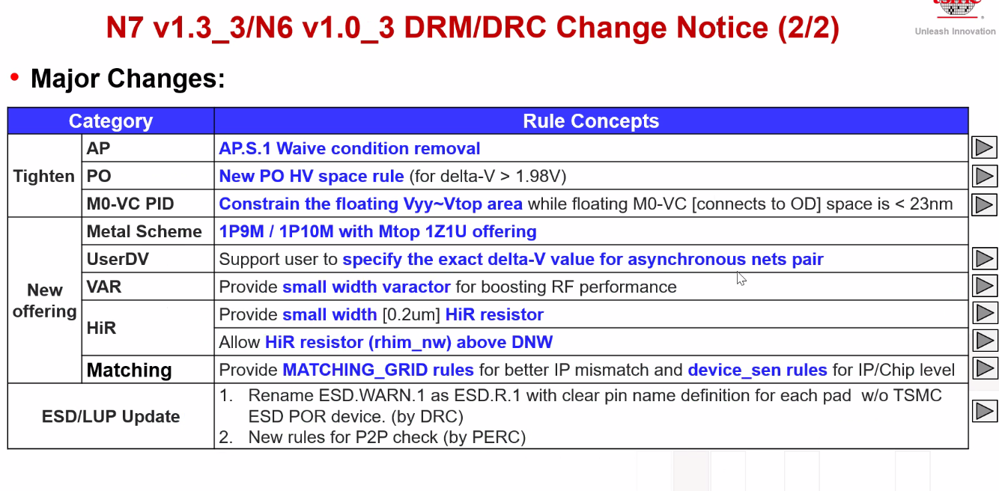 N7 v1.3_3/N6 v1.0_3 DRM/DRC Change Notice (2/2)
Unleash Innovation
• Major Changes:
Category Rule Concepts
Tighten
AP AP.S.1 Waive condition removal
PO New PO HV space rule (for delta-V > 1.98V)
M0-VC PID Constrain the floating Vyy~Vtop area while floating M0-VC [connects to OD] space is < 23nm
New
offering
Metal Scheme 1P9M / 1P10M with Mtop 1Z1U offering
UserDV Support user to specify the exact delta-V value for asynchronous nets pair
VAR Provide small width varactor for boosting RF performance
HiR Provide small width [0.2um] HiR resistor
Allow HiR resistor (rhim_nw) above DNW
Matching Provide MATCHING_GRID rules for better IP mismatch and device_sen rules for IP/Chip level
ESD/LUP Update
1. Rename ESD.WARN.1 as ESD.R.1 with clear pin name definition for each pad w/o TSMC
ESD POR device. (by DRC)
2. New rules for P2P check (by PERC)